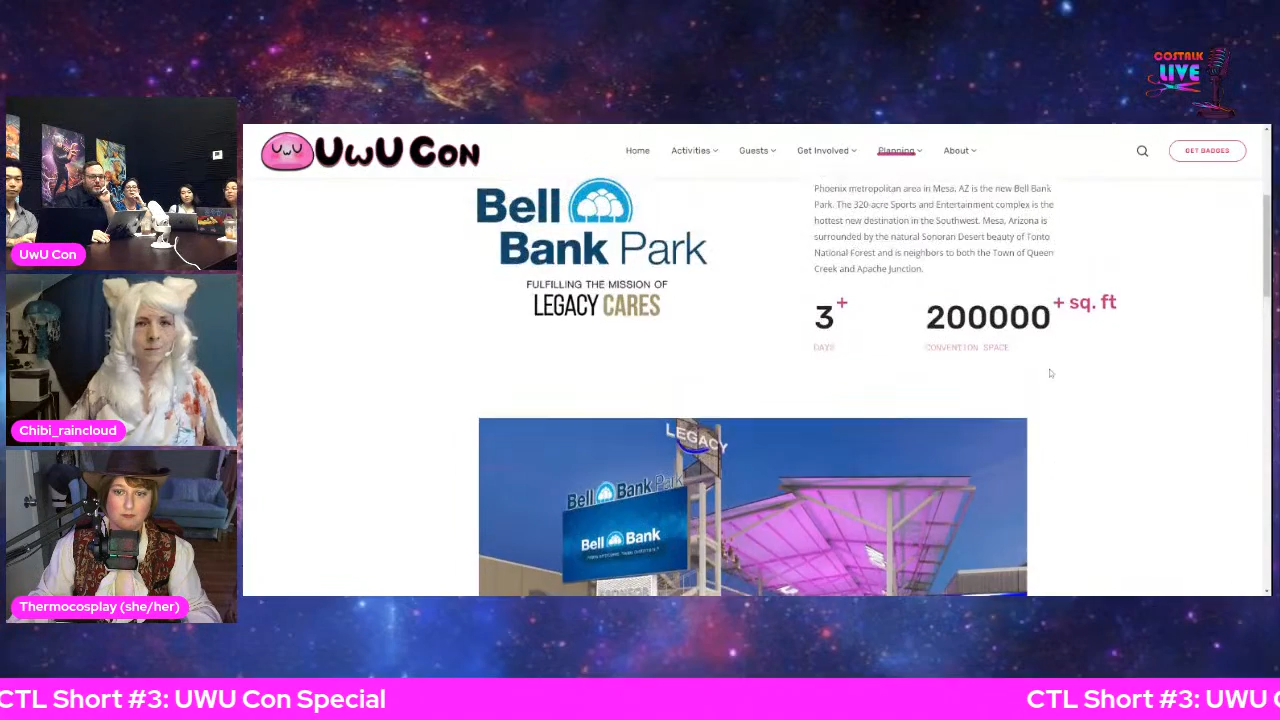 COSTALK
LIVE
UwU Con
Home
Activities
Guests
Get Involved
Planning
About
GET BADGES
Bell
Bank Park
FULFILLING THE MISSION OF
LEGACY CARES
Phoenix metropolitan area in Mesa, AZ is the new Bell Bank
Park. The 320-acre Sports and Entertainment complex is the
hottest new destination in the Southwest. Mesa, Arizona is
surrounded by the natural Sonoran Desert beauty of Tonto
National Forest and is neighbors to both the Town of Queen
Creek and Apache Junction.
3+
DAYS
200000+ sq. ft
CONVENTION SPACE
LEGACY
Bell Bank Park
Bell Bank
UwU Con
Chibi_raincloud
Thermocosplay (she/her)
CTL Short #3: UWU Con Special
CTL Short #3: UWU C